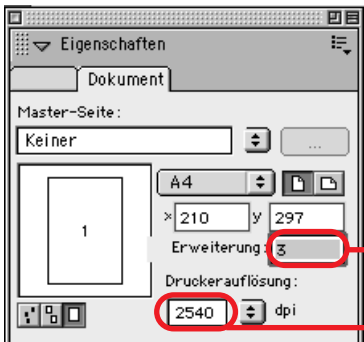 Eigenschaften
Dokument
Master-Seite:
Keiner
...
A4
1
x 210 y 297
Erweiterung: 3
Druckerauflösung:
2540 dpi